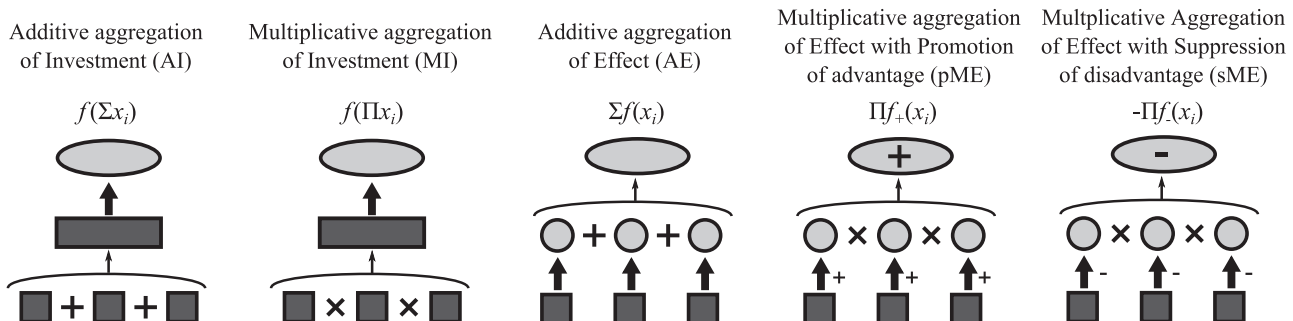 Additive aggregation
of Investment (AI)
f(Σxᵢ)
+ +
Multiplicative aggregation
of Investment (MI)
f(Πxᵢ)
× ×
Additive aggregation
of Effect (AE)
Σf(xᵢ)
+ +
Multiplicative Aggregation
of Effect with Promotion
of advantage (pME)
Πf₊(xᵢ)
+
× ×
+ + +
Multplicative Aggregation
of Effect with Suppression
of disadvantage (sME)
-Πf₋(xᵢ)
-
× ×
- - -